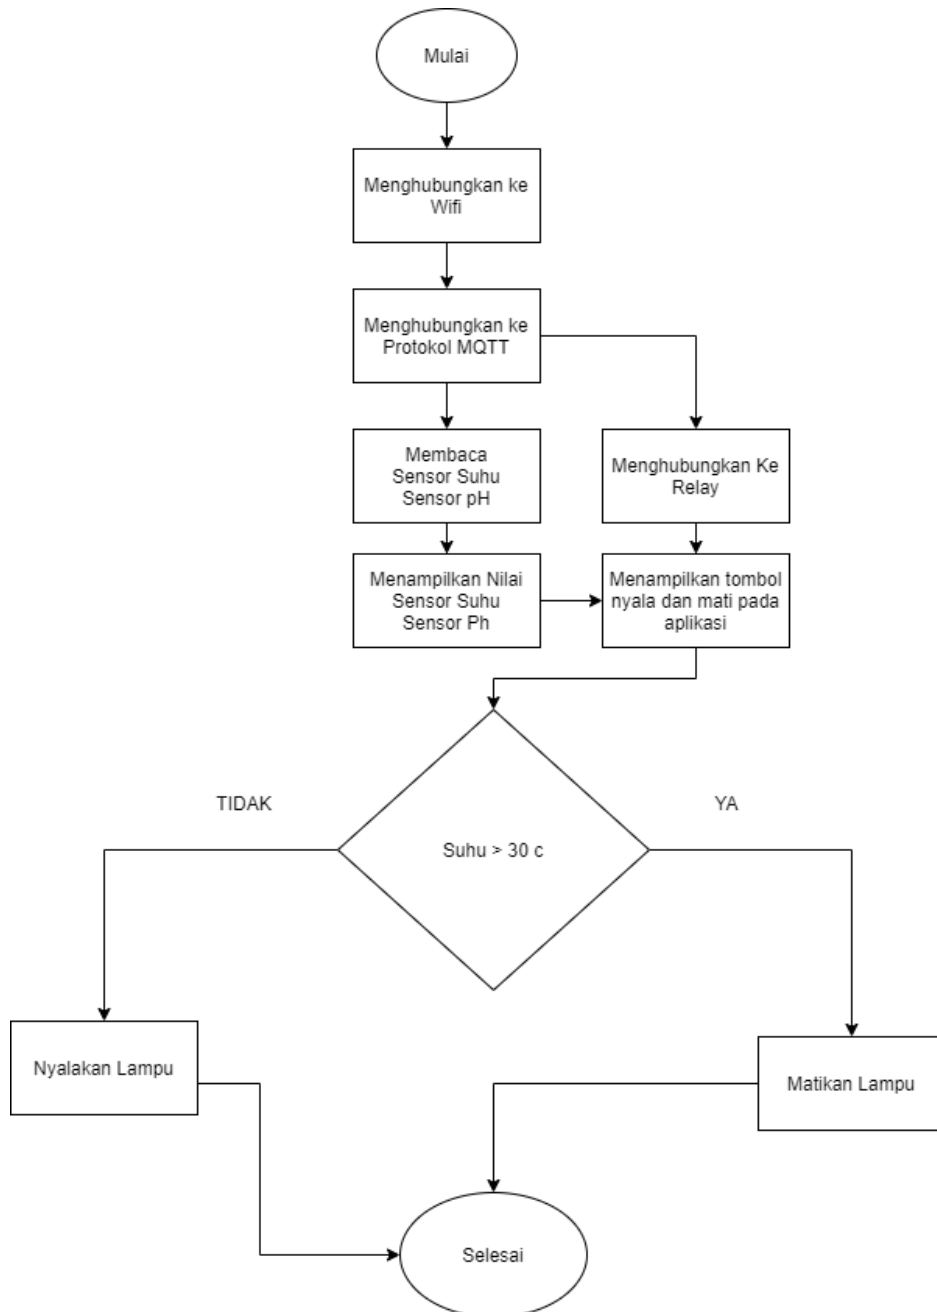 Mulai
Menghubungkan ke
Wifi
Menghubungkan ke
Protokol MQTT
Membaca
Sensor Suhu
Sensor pH
Menghubungkan Ke
Relay
Menampilkan Nilai
Sensor Suhu
Sensor Ph
Menampilkan tombol
nyala dan mati pada
aplikasi
TIDAK
YA
Suhu > 30 c
Nyalakan Lampu
Matikan Lampu
Selesai